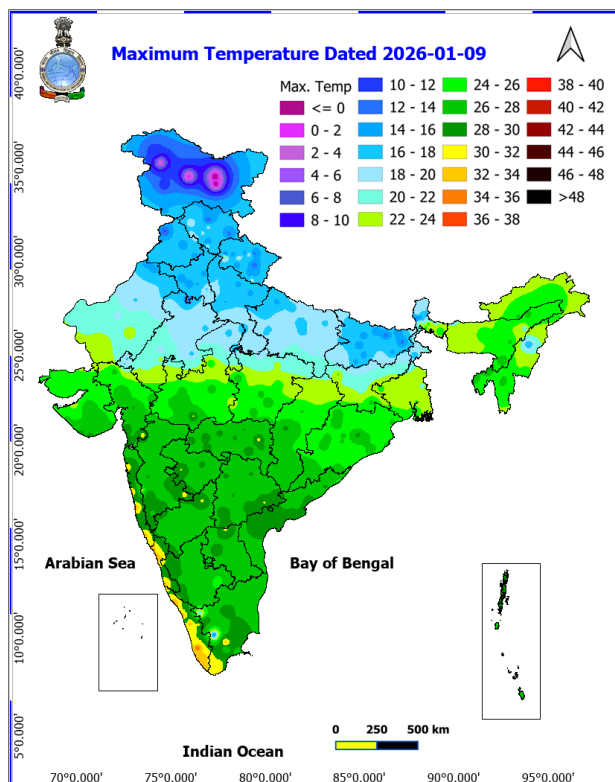 Maximum Temperature Dated 2026-01-09
Max. Temp
<= 0
0 - 2
2 - 4
4 - 6
6 - 8
8 - 10
10 - 12
12 - 14
14 - 16
16 - 18
18 - 20
20 - 22
22 - 24
24 - 26
26 - 28
28 - 30
30 - 32
32 - 34
34 - 36
36 - 38
38 - 40
40 - 42
42 - 44
44 - 46
46 - 48
>48
40°0.000'
35°0.000'
30°0.000'
25°0.000'
20°0.000'
15°0.000'
10°0.000'
5°0.000'
Arabian Sea
Bay of Bengal
Indian Ocean
0 250 500 km
70°0.000' 75°0.000' 80°0.000' 85°0.000' 90°0.000' 95°0.000'